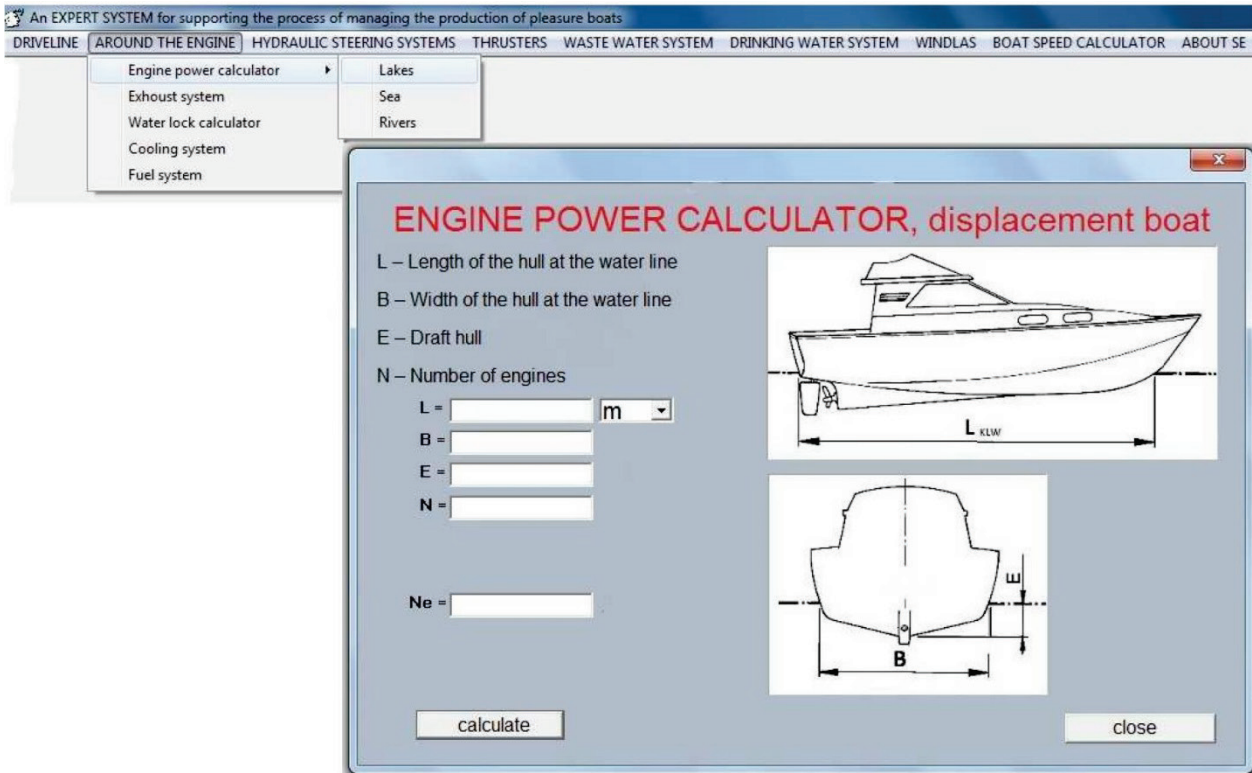 An EXPERT SYSTEM for supporting the process of managing the production of pleasure boats
DRIVELINE AROUND THE ENGINE HYDRAULIC STEERING SYSTEMS THRUSTERS WASTE WATER SYSTEM DRINKING WATER SYSTEM WINDLAS BOAT SPEED CALCULATOR ABOUT SE
Engine power calculator Lakes
Exhoust system Sea
Water lock calculator Rivers
Cooling system
Fuel system
x
ENGINE POWER CALCULATOR, displacement boat
L – Length of the hull at the water line
B – Width of the hull at the water line
E – Draft hull
N – Number of engines
L = m
B =
E =
N =
Ne =
L KLW
E
B
calculate close